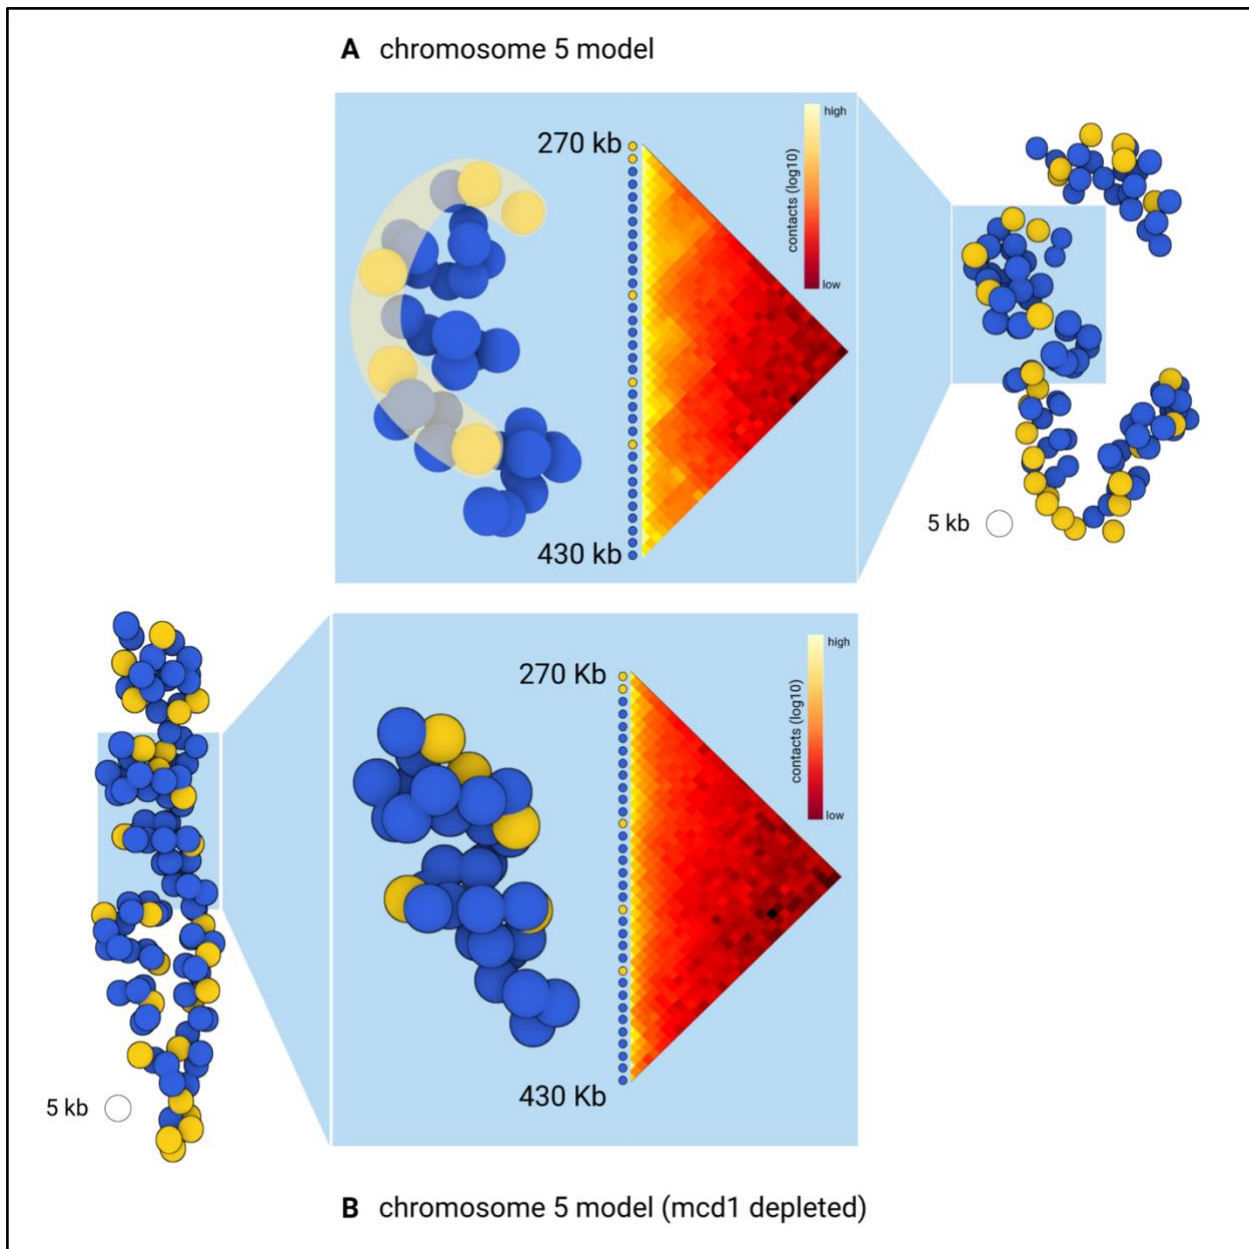 A chromosome 5 model
270 kb
high
contacts (log10)
low
5 kb
430 kb
270 Kb
high
contacts (log10)
low
5 kb
430 Kb
B chromosome 5 model (mcd1 depleted)